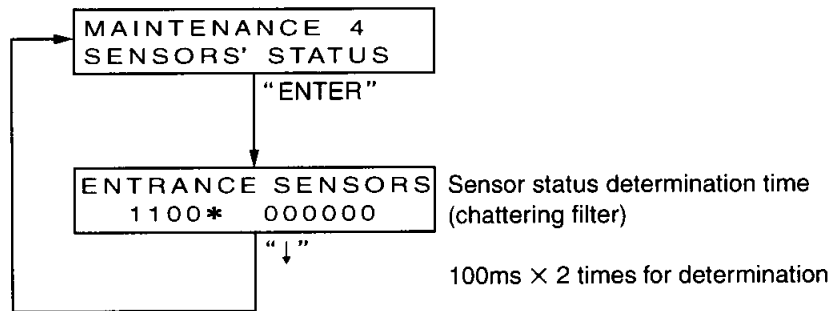 MAINTENANCE 4
SENSORS' STATUS
"ENTER"
ENTRANCE SENSORS
1100* 000000
"↓"
Sensor status determination time
(chattering filter)
100ms × 2 times for determination